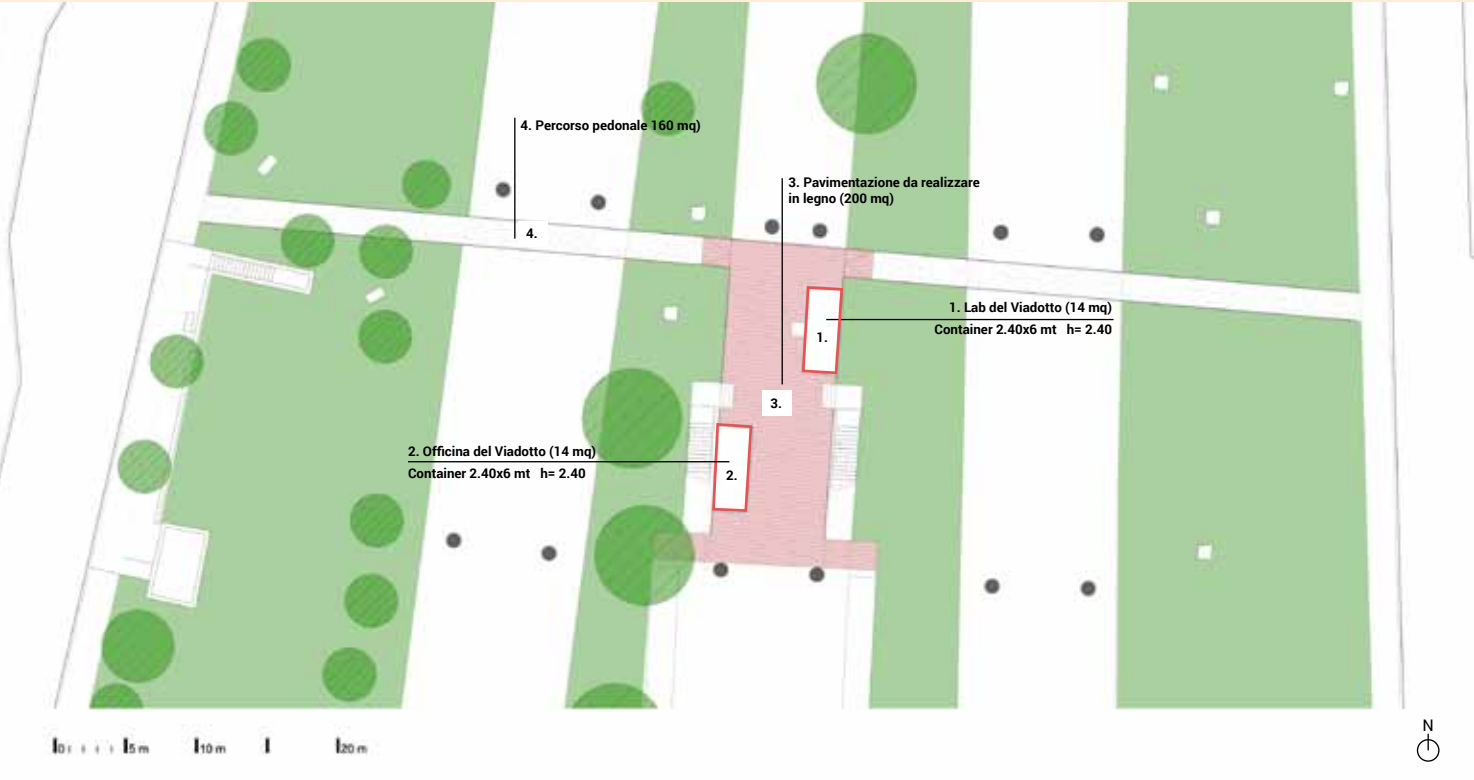 4. Percorso pedonale 160 mq)
3. Pavimentazione da realizzare
in legno (200 mq)
4.
1. Lab del Viadotto (14 mq)
Container 2.40x6 mt h= 2.40
1.
3.
2. Officina del Viadotto (14 mq)
Container 2.40x6 mt h= 2.40
2.
0 5 m 10 m 20 m
N